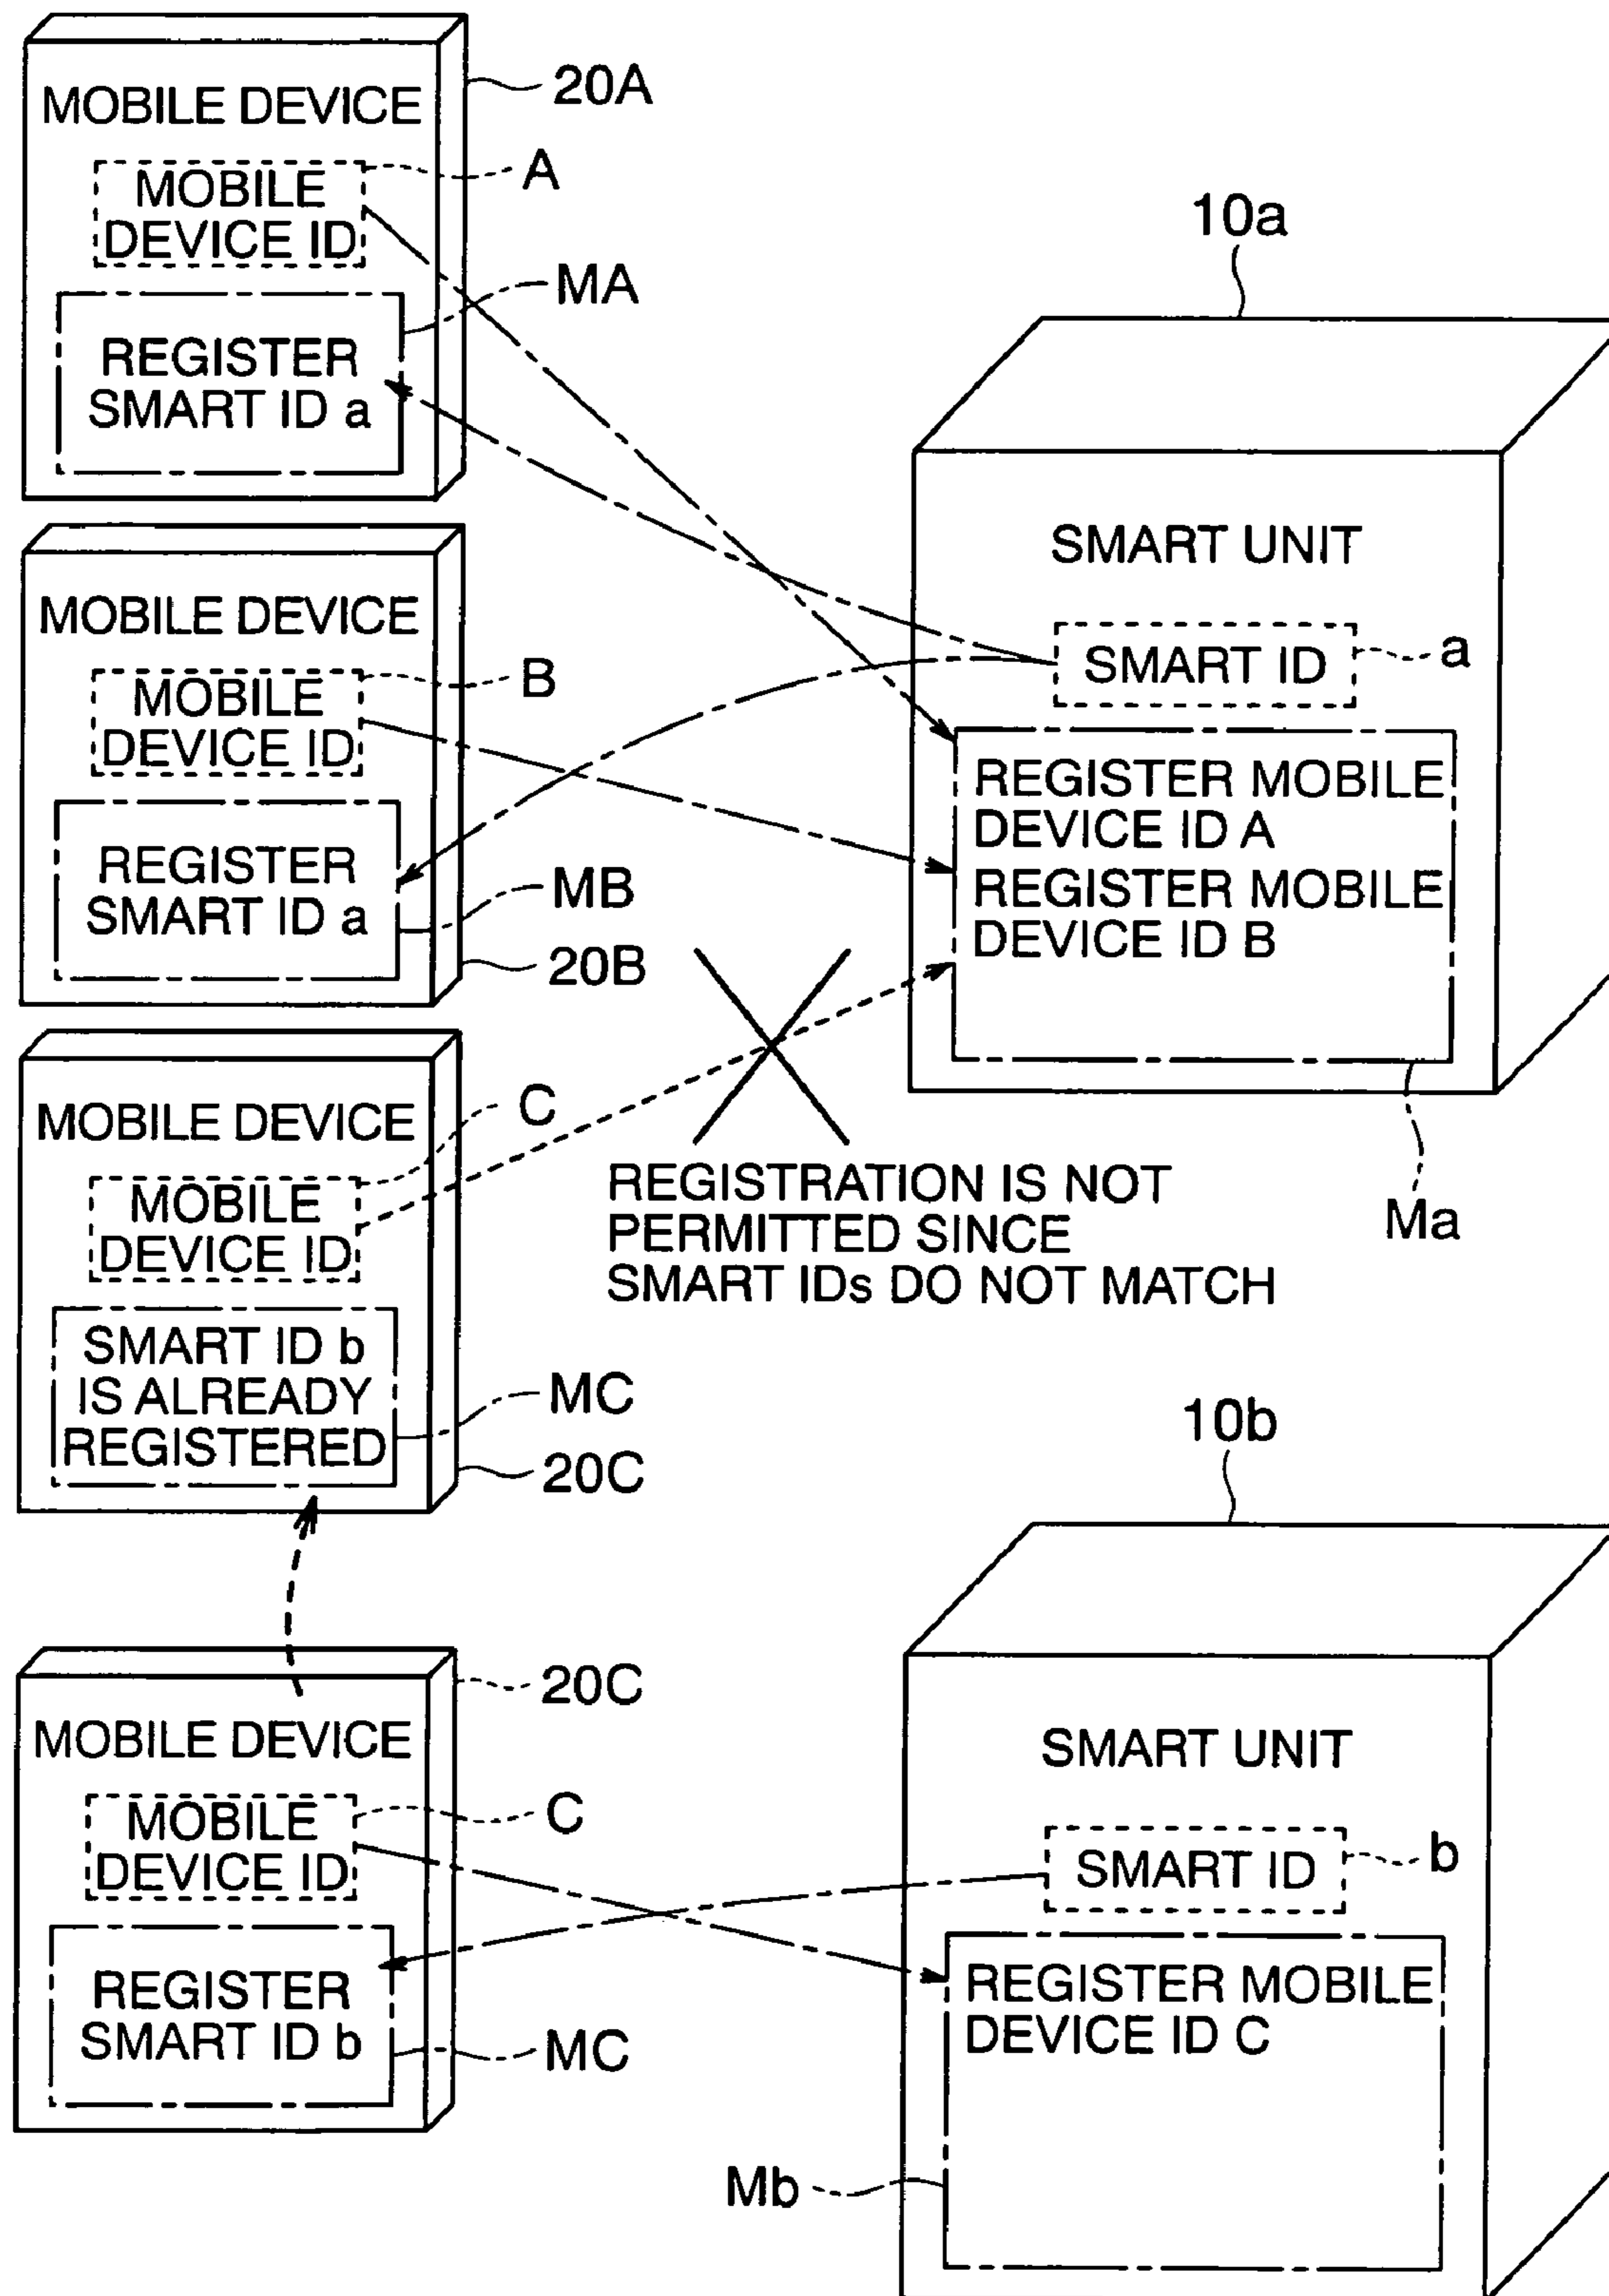 MOBILE DEVICE
20A
MOBILE
DEVICE ID
A
REGISTER
SMART ID a
MA
10a
SMART UNIT
SMART ID
a
REGISTER MOBILE
DEVICE ID A
REGISTER MOBILE
DEVICE ID B
Ma
MOBILE DEVICE
MOBILE
DEVICE ID
B
REGISTER
SMART ID a
MB
20B
MOBILE DEVICE
MOBILE
DEVICE ID
C
SMART ID b
IS ALREADY
REGISTERED
MC
20C
REGISTRATION IS NOT
PERMITTED SINCE
SMART IDs DO NOT MATCH
MOBILE DEVICE
20C
MOBILE
DEVICE ID
C
REGISTER
SMART ID b
MC
10b
SMART UNIT
SMART ID
b
REGISTER MOBILE
DEVICE ID C
Mb